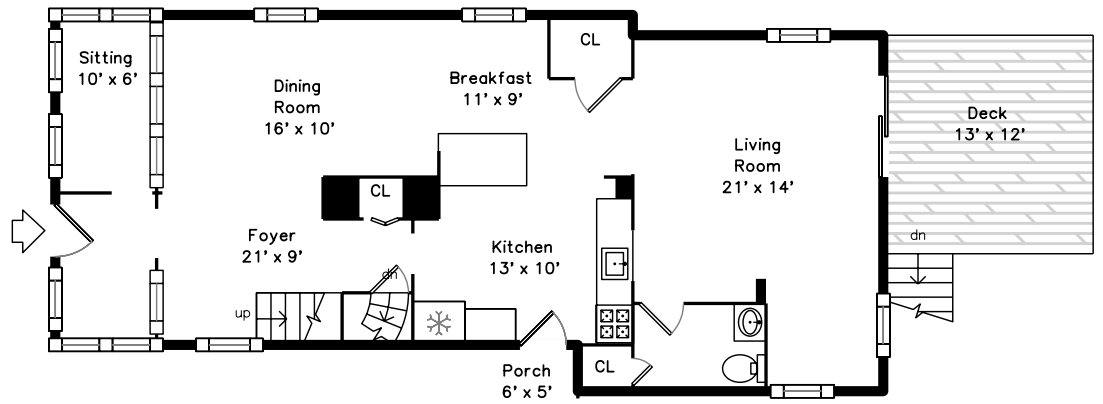 CL
Sitting
10' x 6'
Breakfast
11' x 9'
Dining
Room
16' x 10'
Deck
13' x 12'
Living
Room
21' x 14'
CL
Foyer
21' x 9'
Kitchen
13' x 10'
dn
dn
up
CL
Porch
6' x 5'